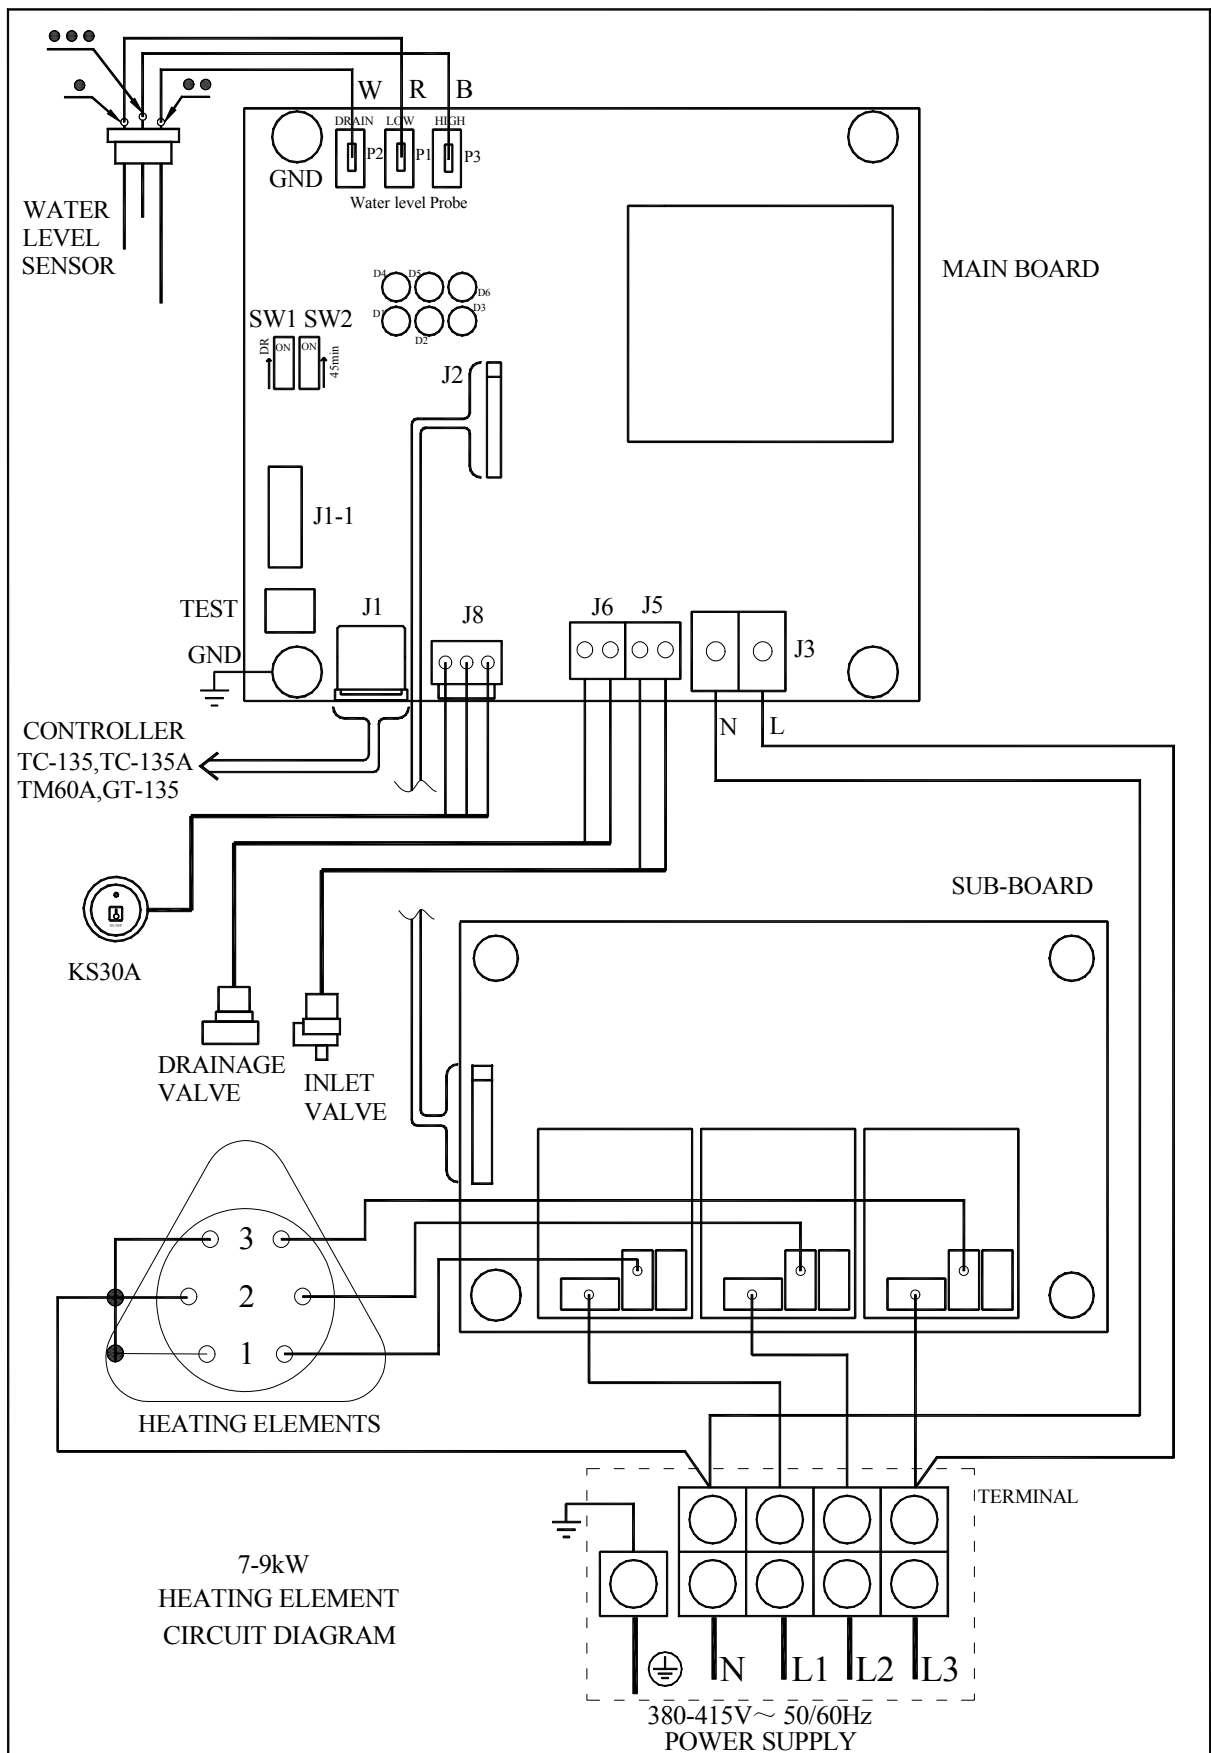 W R B
DRAIN LOW HIGH
P2 P1 P3
GND
Water level Probe
WATER
LEVEL
SENSOR
MAIN BOARD
D4 D5
D6
D1 D3
D2
SW1 SW2
DR ON ON 45min
J2
J1-1
TEST
J1 J8 J6 J5
J3
GND
N L
CONTROLLER
TC-135,TC-135A
TM60A,GT-135
SUB-BOARD
KS30A
DRAINAGE
VALVE
INLET
VALVE
3
2
1
HEATING ELEMENTS
TERMINAL
7-9kW
HEATING ELEMENT
CIRCUIT DIAGRAM
N L1 L2 L3
380-415V~ 50/60Hz
POWER SUPPLY